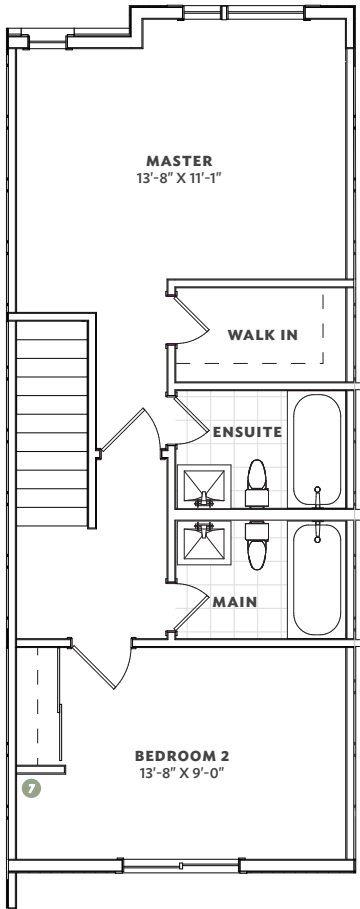 MASTER
13'-8" X 11'-1"
WALK IN
ENSUITE
MAIN
BEDROOM 2
13'-8" X 9'-0"
7